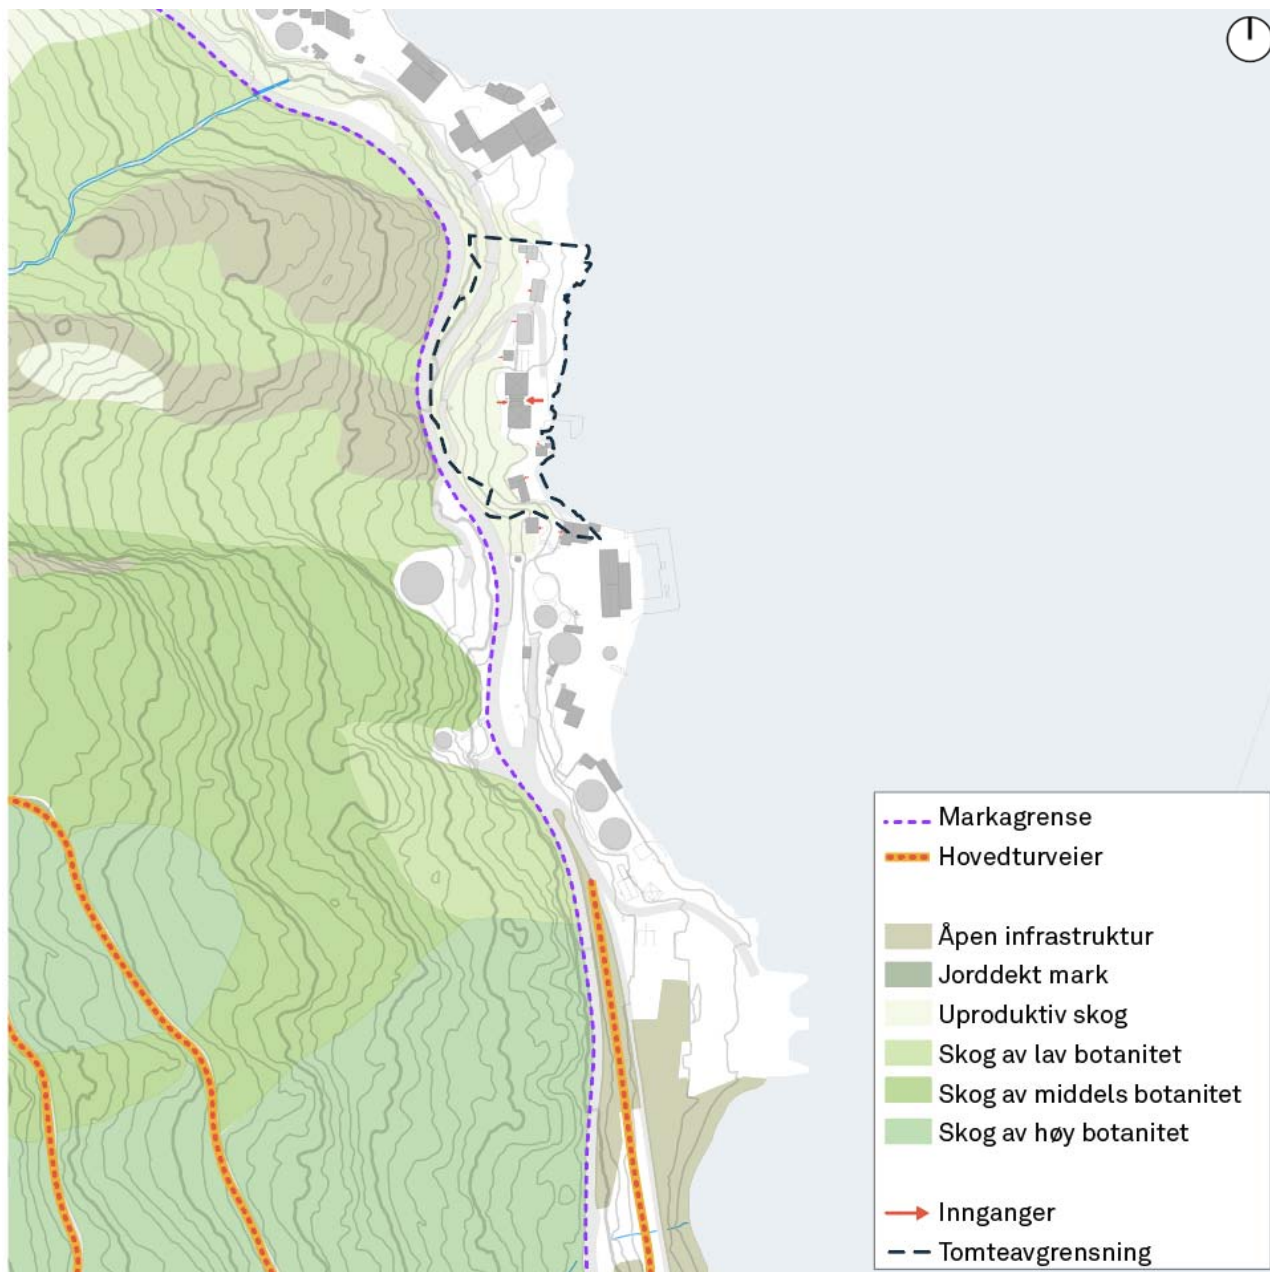 Markagrense
Hovedturveier
Åpen infrastruktur
Jorddekt mark
Uproduktiv skog
Skog av lav botanitet
Skog av middels botanitet
Skog av høy botanitet
Innganger
Tomteavgrensning